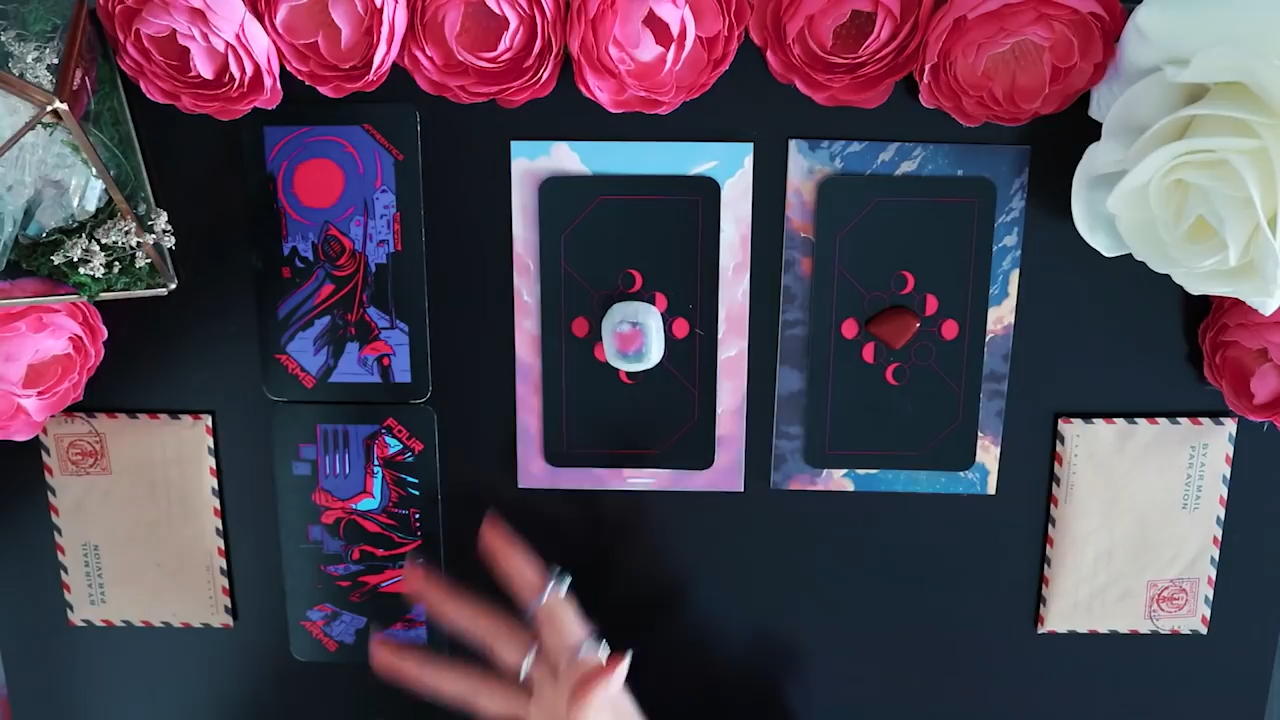 APPRENTICE
ARMS
FOUR
ARMS
BY AIR MAIL
PAR AVION
BY AIR MAIL
PAR AVION